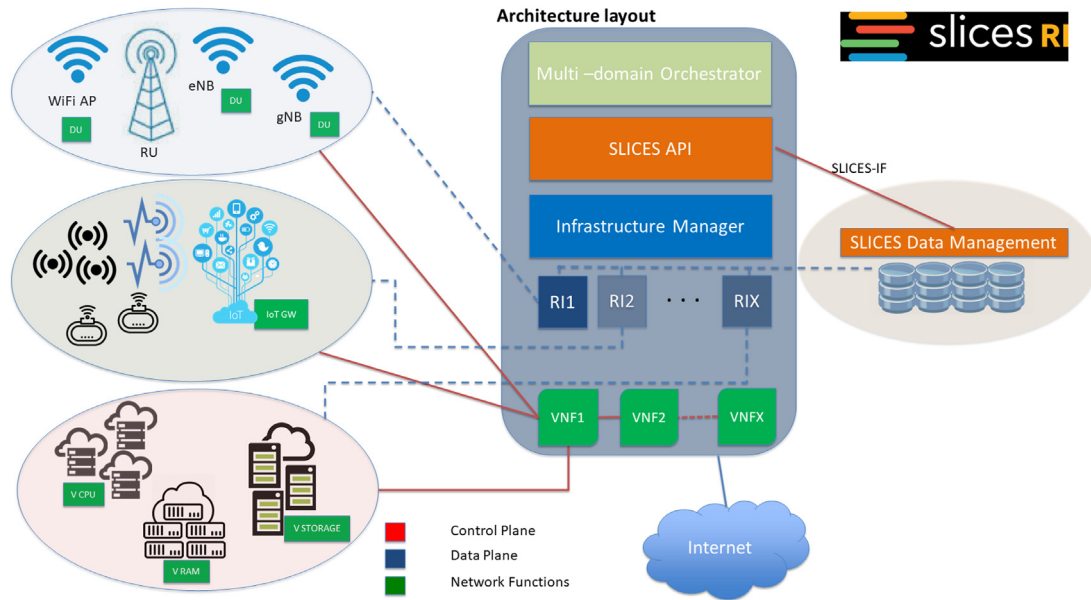 Architecture layout
slices RI
WiFi AP
DU
RU
eNB
DU
gNB
DU
Multi –domain Orchestrator
SLICES API
SLICES-IF
Infrastructure Manager
SLICES Data Management
RI1
RI2
. . .
RIX
IoT
IoT GW
VNF1
VNF2
VNFX
V CPU
V STORAGE
V RAM
Control Plane
Data Plane
Network Functions
Internet